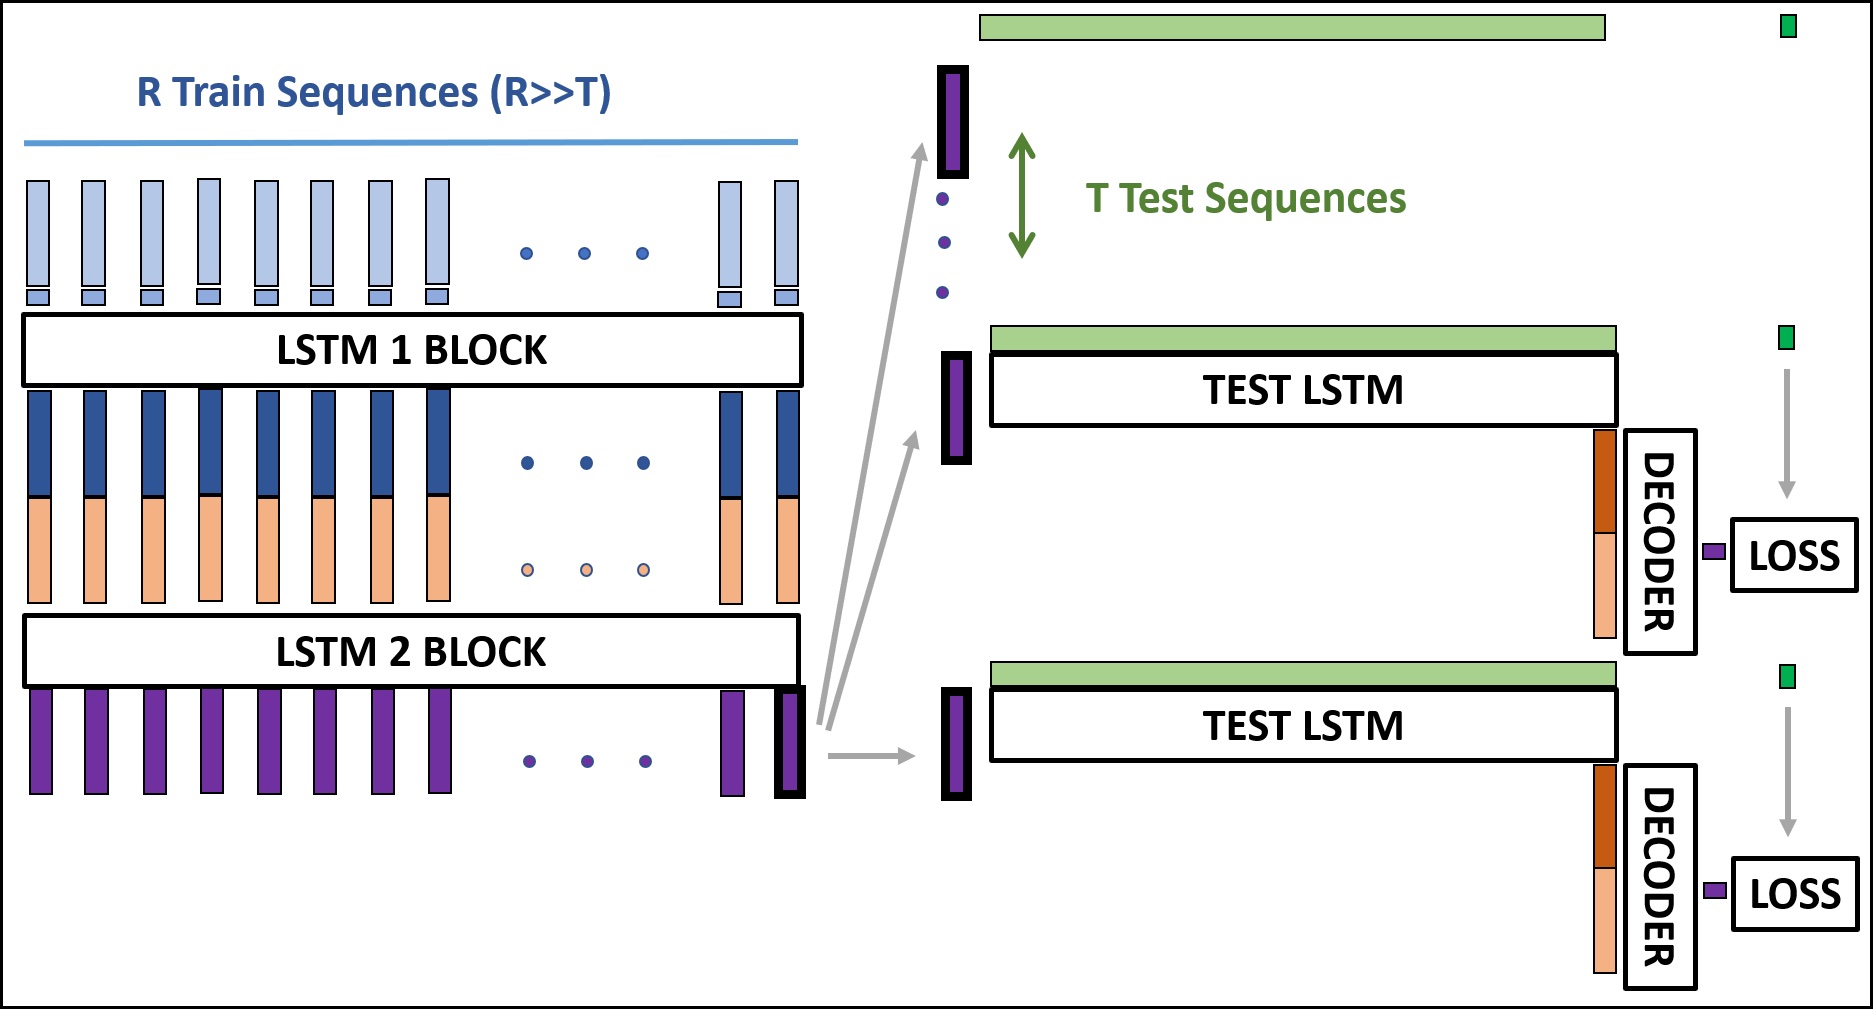 R Train Sequences (R>>T)
LSTM 1 BLOCK
LSTM 2 BLOCK
T Test Sequences
TEST LSTM
DECODER
LOSS
TEST LSTM
DECODER
LOSS